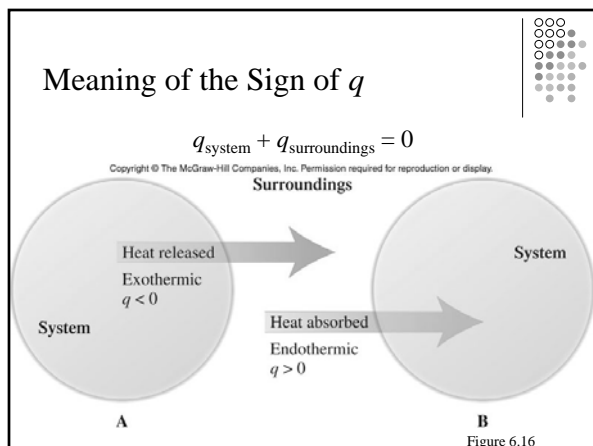 Meaning of the Sign of q
q_system + q_surroundings = 0
Copyright © The McGraw-Hill Companies, Inc. Permission required for reproduction or display.
Surroundings
Heat released
Exothermic
q < 0
System
System
Heat absorbed
Endothermic
q > 0
A
B
Figure 6.16